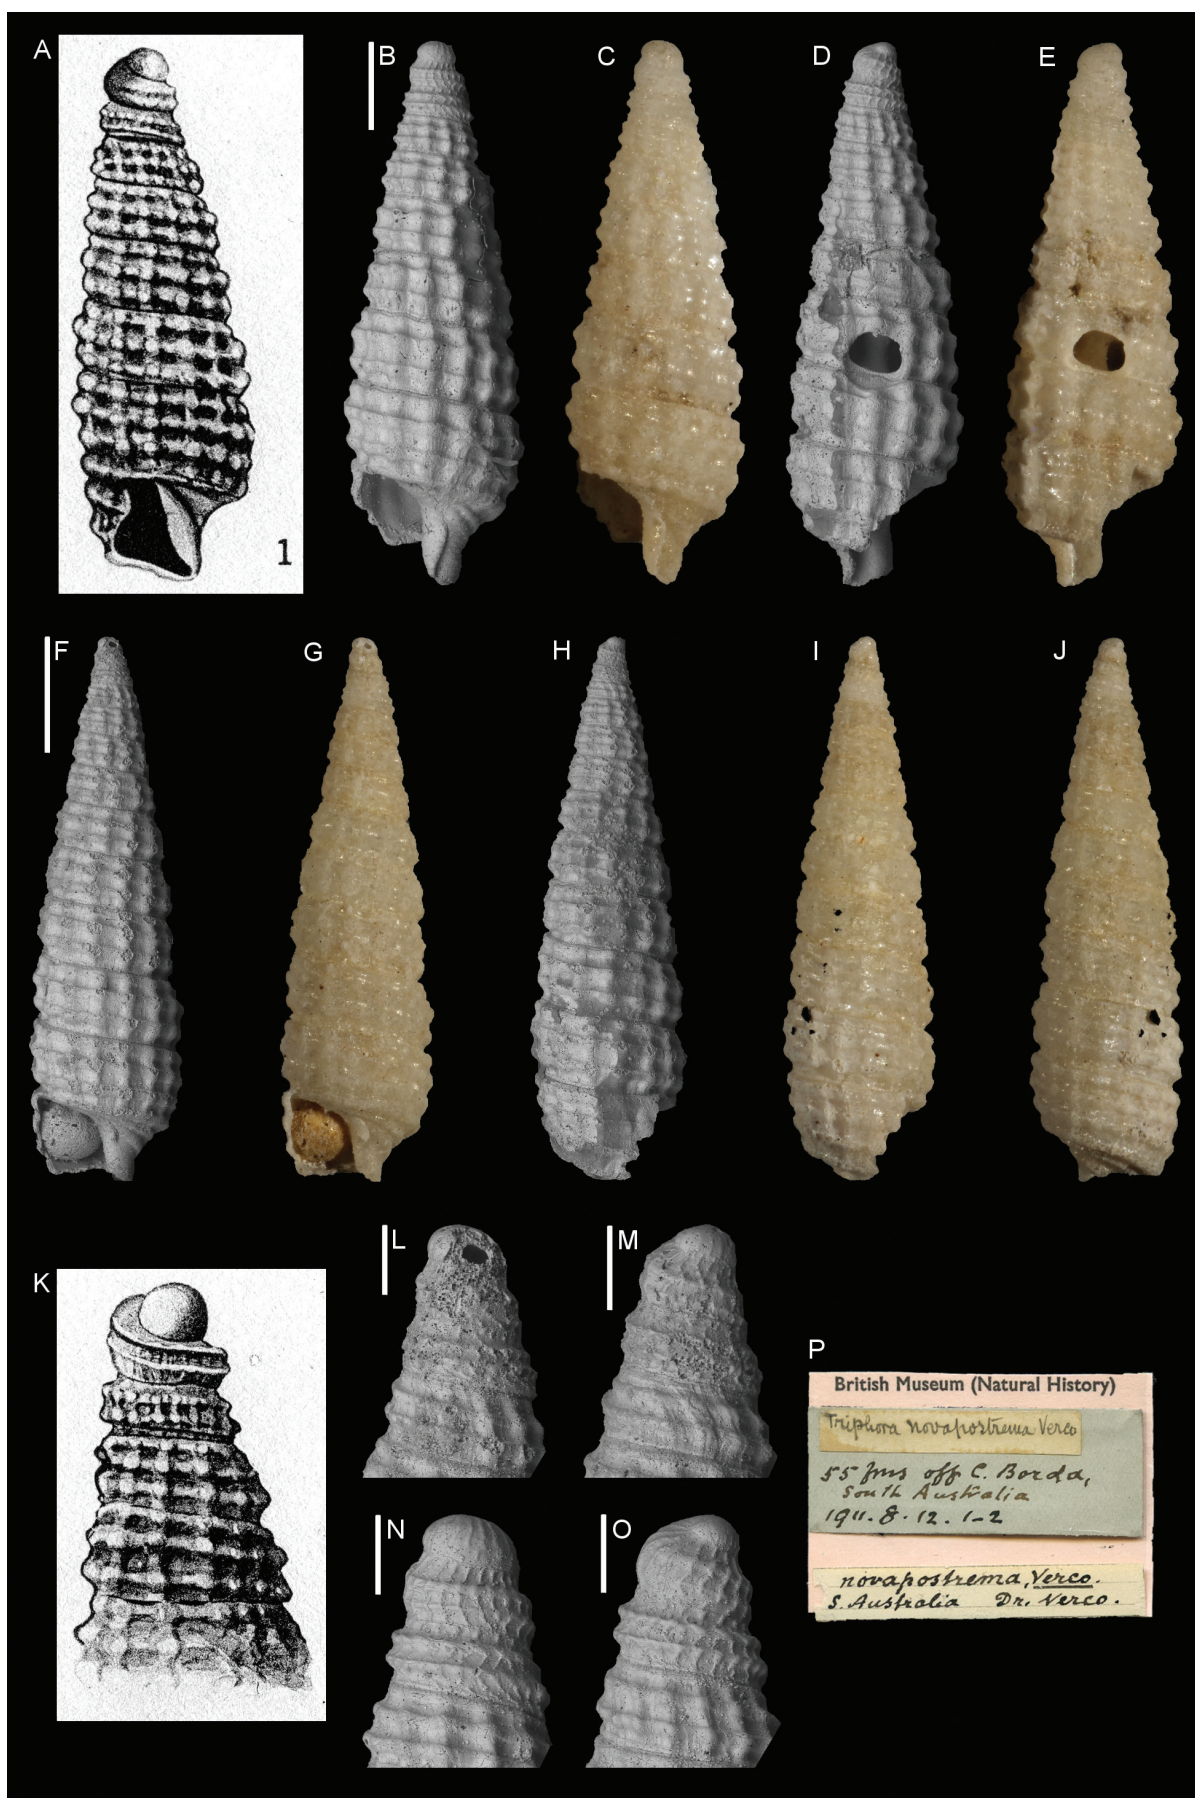 A
B
C
D
E
1
F
G
H
I
J
K
L
M
N
O
P
British Museum (Natural History)
Triphora novapostrema Verco
55 fms off C. Borda,
South Australia
1911. 8. 12. 1-2
novapostrema, Verco.
S. Australia Dr. Verco.